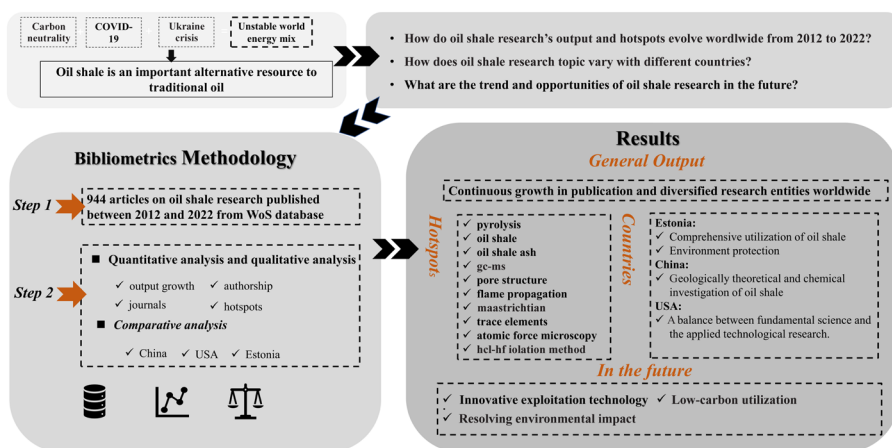 Carbon neutrality
COVID-19
Ukraine crisis
Unstable world energy mix
Oil shale is an important alternative resource to
traditional oil
• How do oil shale research's output and hotspots evolve wordlwide from 2012 to 2022?
• How does oil shale research topic vary with different countries?
• What are the trend and opportunities of oil shale research in the future?
Bibliometrics Methodology
Step 1
944 articles on oil shale research published
between 2012 and 2022 from WoS database
Step 2
■ Quantitative analysis and qualitative analysis
✓ output growth ✓ authorship
✓ journals ✓ hotspots
■ Comparative analysis
✓ China ✓ USA ✓ Estonia
Results
General Output
Continuous growth in publication and diversified research entities worldwide
Hotspots
✓ pyrolysis
✓ oil shale
✓ oil shale ash
✓ gc-ms
✓ pore structure
✓ flame propagation
✓ maastrichtian
✓ trace elements
✓ atomic force microscopy
✓ hcl-hf iolation method
Countries
Estonia:
✓ Comprehensive utilization of oil shale
✓ Environment protection
China:
✓ Geologically theoretical and chemical
investigation of oil shale
USA:
✓ A balance between fundamental science and
the applied technological research.
In the future
✓ Innovative exploitation technology ✓ Low-carbon utilization
✓ Resolving environmental impact